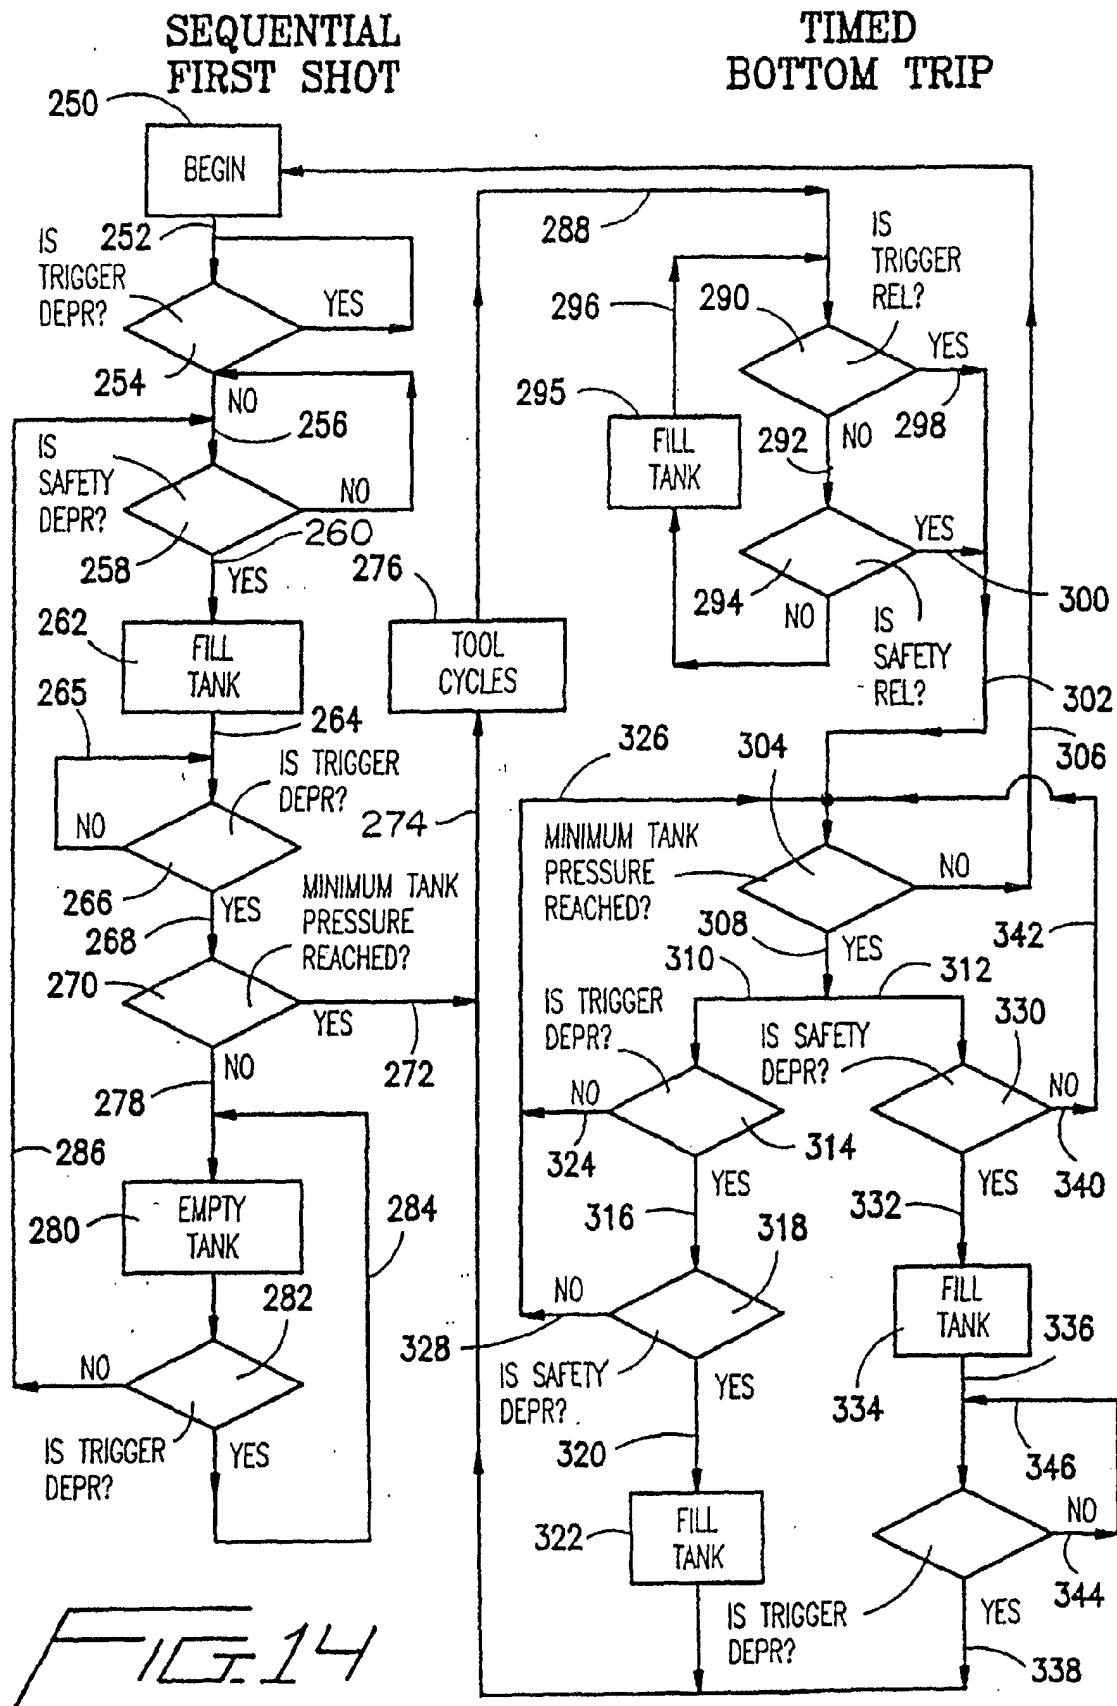 SEQUENTIAL
FIRST SHOT
TIMED
BOTTOM TRIP
250
BEGIN
252
IS
TRIGGER
DEPR?
YES
254
NO
256
IS
SAFETY
DEPR?
NO
258
260
YES
262
FILL
TANK
265
264
IS TRIGGER
DEPR?
NO
266
YES
268
MINIMUM TANK
PRESSURE
REACHED?
270
YES
272
NO
278
286
280
EMPTY
TANK
284
282
NO
IS TRIGGER
DEPR?
YES
276
TOOL
CYCLES
274
288
IS
TRIGGER
REL?
296
290
YES
298
295
FILL
TANK
292
NO
YES
294
300
NO
IS
SAFETY
REL?
302
306
326
304
MINIMUM TANK
PRESSURE
REACHED?
NO
308
YES
342
310
312
IS TRIGGER
DEPR?
IS SAFETY
DEPR?
330
NO
324
314
NO
340
YES
YES
316
318
332
NO
328
FILL
TANK
336
334
IS SAFETY
DEPR?
YES
320
346
322
FILL
TANK
NO
344
IS TRIGGER
DEPR?
YES
338
FIG. 14